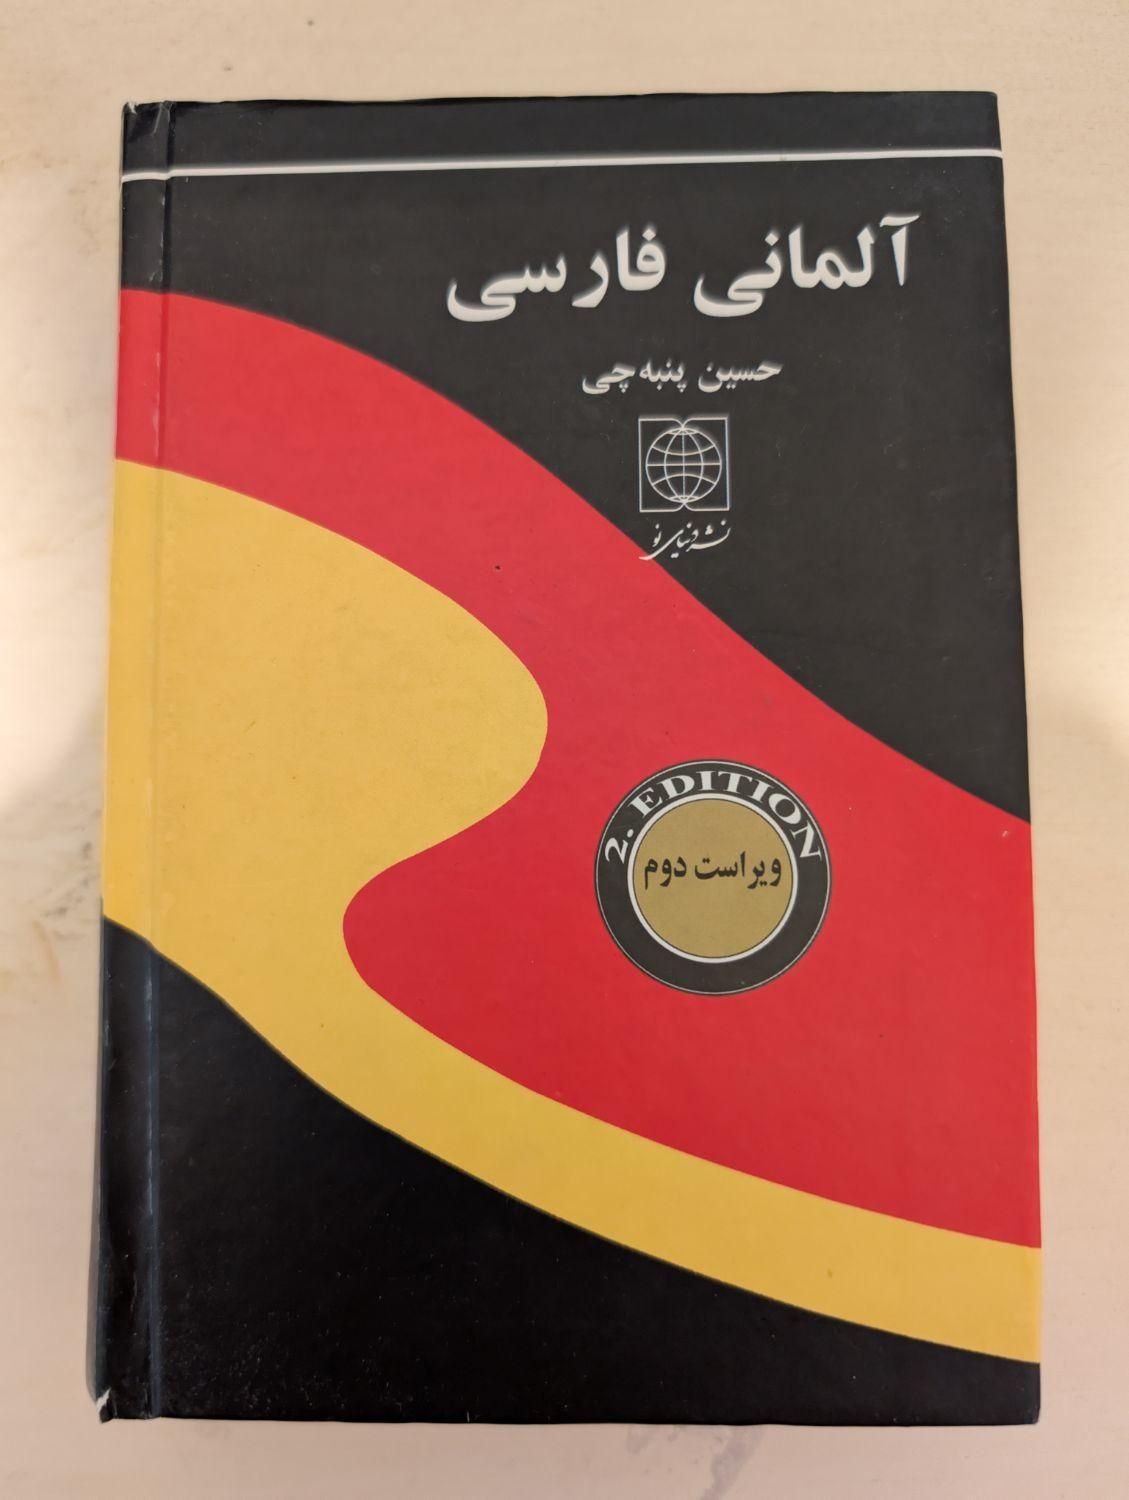 آلمانی فارسی
حسین پنبه‌چی
نشر دنیای نو
2. EDITION
ویراست دوم